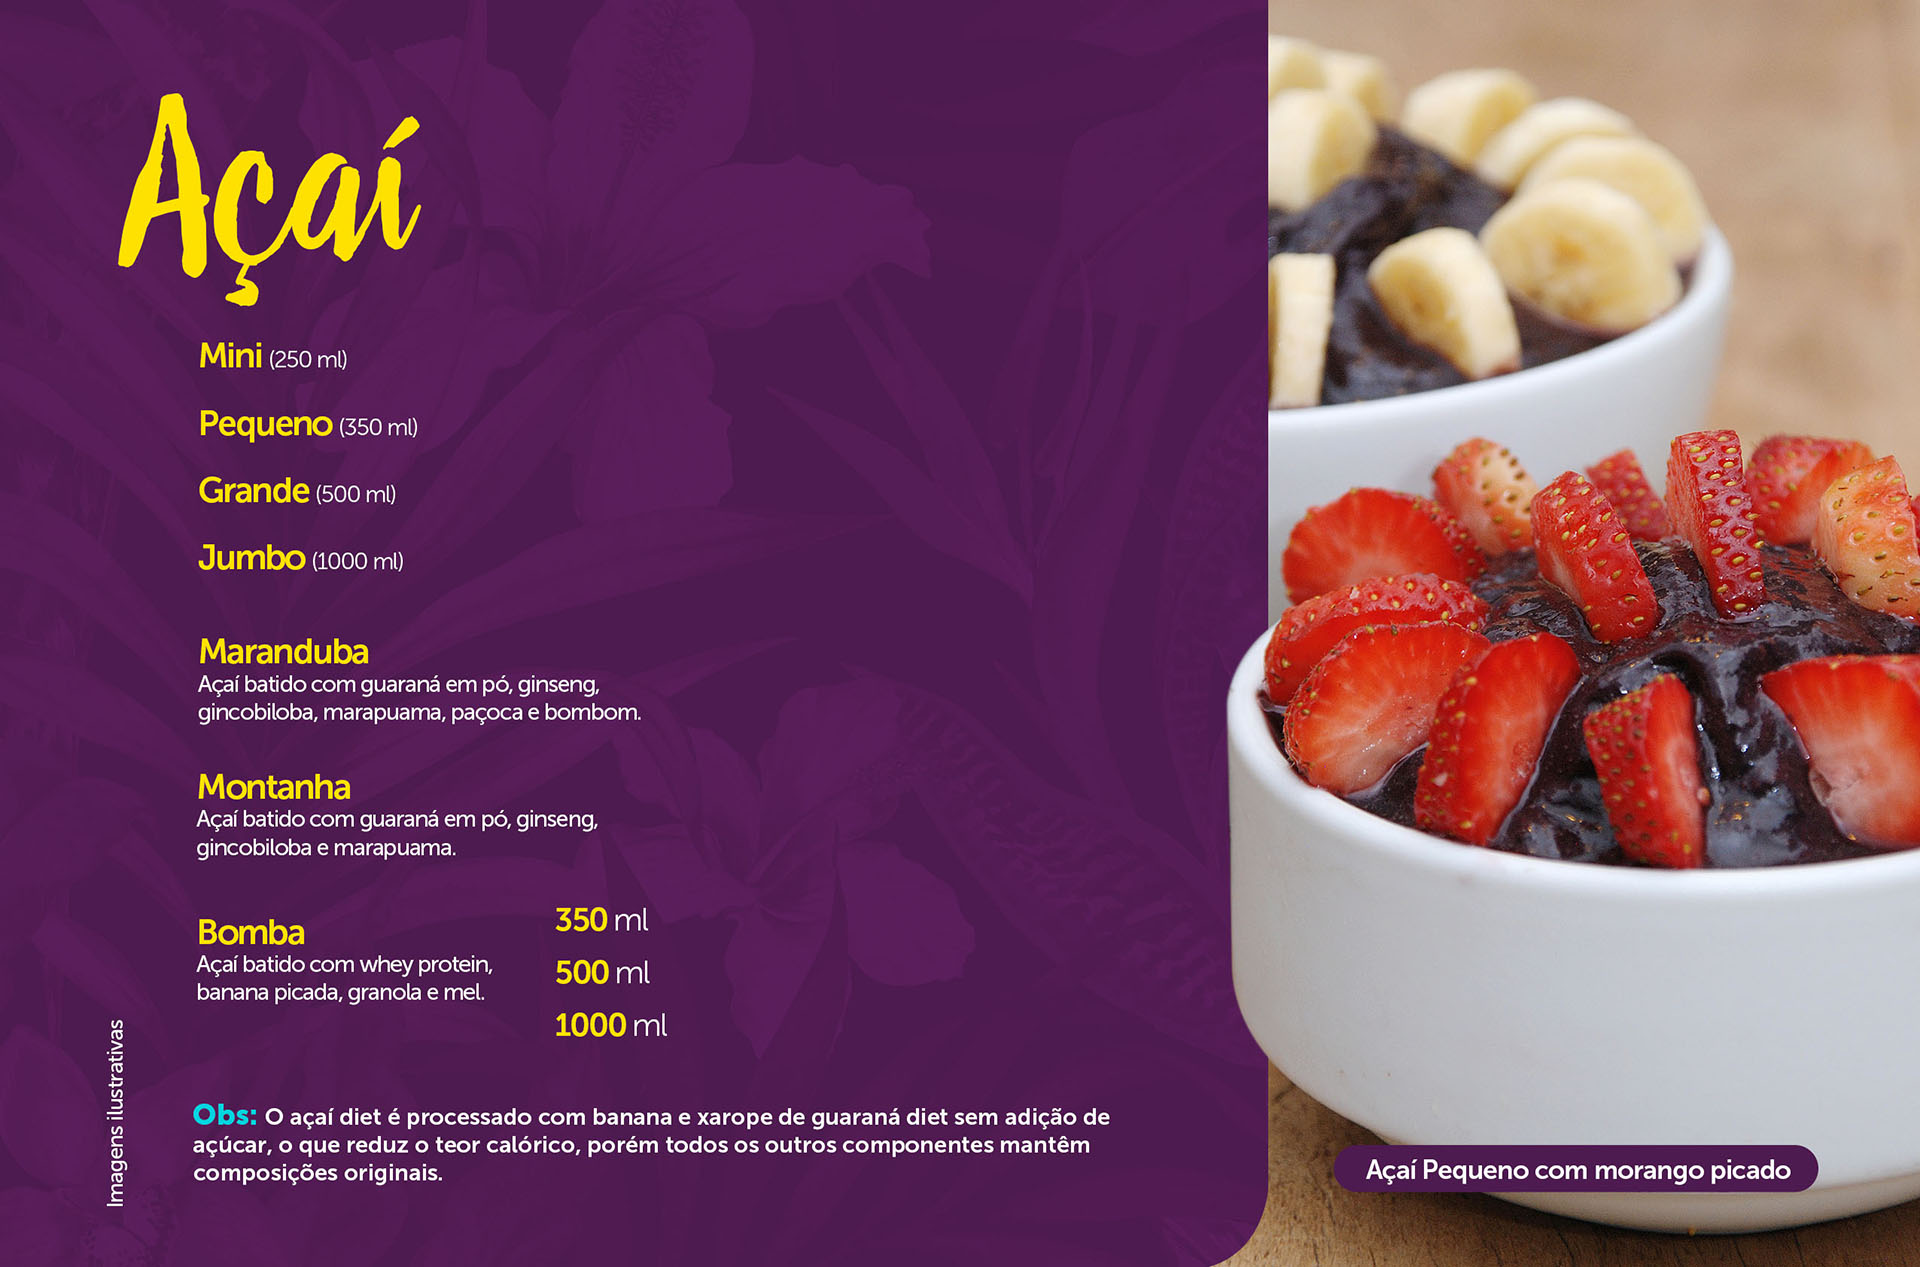 Açaí
Mini (250 ml)
Pequeno (350 ml)
Grande (500 ml)
Jumbo (1000 ml)
Maranduba
Açaí batido com guaraná em pó, ginseng,
gincobiloba, marapuama, paçoca e bombom.
Montanha
Açaí batido com guaraná em pó, ginseng,
gincobiloba e marapuama.
Bomba
Açaí batido com whey protein,
banana picada, granola e mel.
350 ml
500 ml
1000 ml
Obs: O açaí diet é processado com banana e xarope de guaraná diet sem adição de
açúcar, o que reduz o teor calórico, porém todos os outros componentes mantêm
composições originais.
Imagens ilustrativas
Açaí Pequeno com morango picado